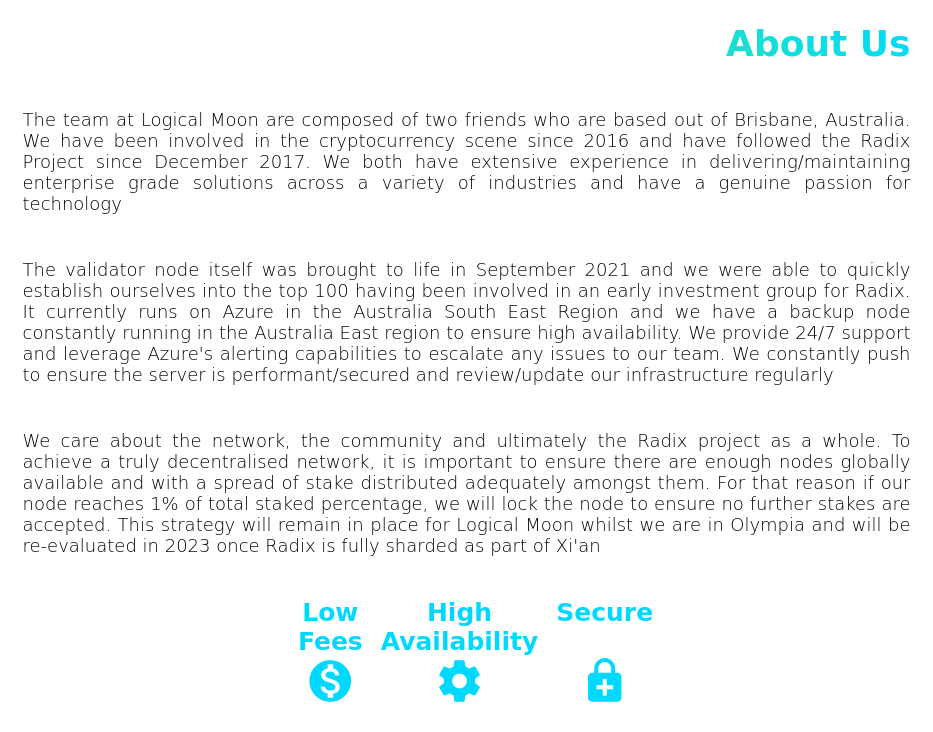 About Us
The team at Logical Moon are composed of two friends who are based out of Brisbane, Australia.
We have been involved in the cryptocurrency scene since 2016 and have followed the Radix
Project since December 2017. We both have extensive experience in delivering/maintaining
enterprise grade solutions across a variety of industries and have a genuine passion for
technology
The validator node itself was brought to life in September 2021 and we were able to quickly
establish ourselves into the top 100 having been involved in an early investment group for Radix.
It currently runs on Azure in the Australia South East Region and we have a backup node
constantly running in the Australia East region to ensure high availability. We provide 24/7 support
and leverage Azure's alerting capabilities to escalate any issues to our team. We constantly push
to ensure the server is performant/secured and review/update our infrastructure regularly
We care about the network, the community and ultimately the Radix project as a whole. To
achieve a truly decentralised network, it is important to ensure there are enough nodes globally
available and with a spread of stake distributed adequately amongst them. For that reason if our
node reaches 1% of total staked percentage, we will lock the node to ensure no further stakes are
accepted. This strategy will remain in place for Logical Moon whilst we are in Olympia and will be
re-evaluated in 2023 once Radix is fully sharded as part of Xi'an
Low
Fees
High
Availability
Secure